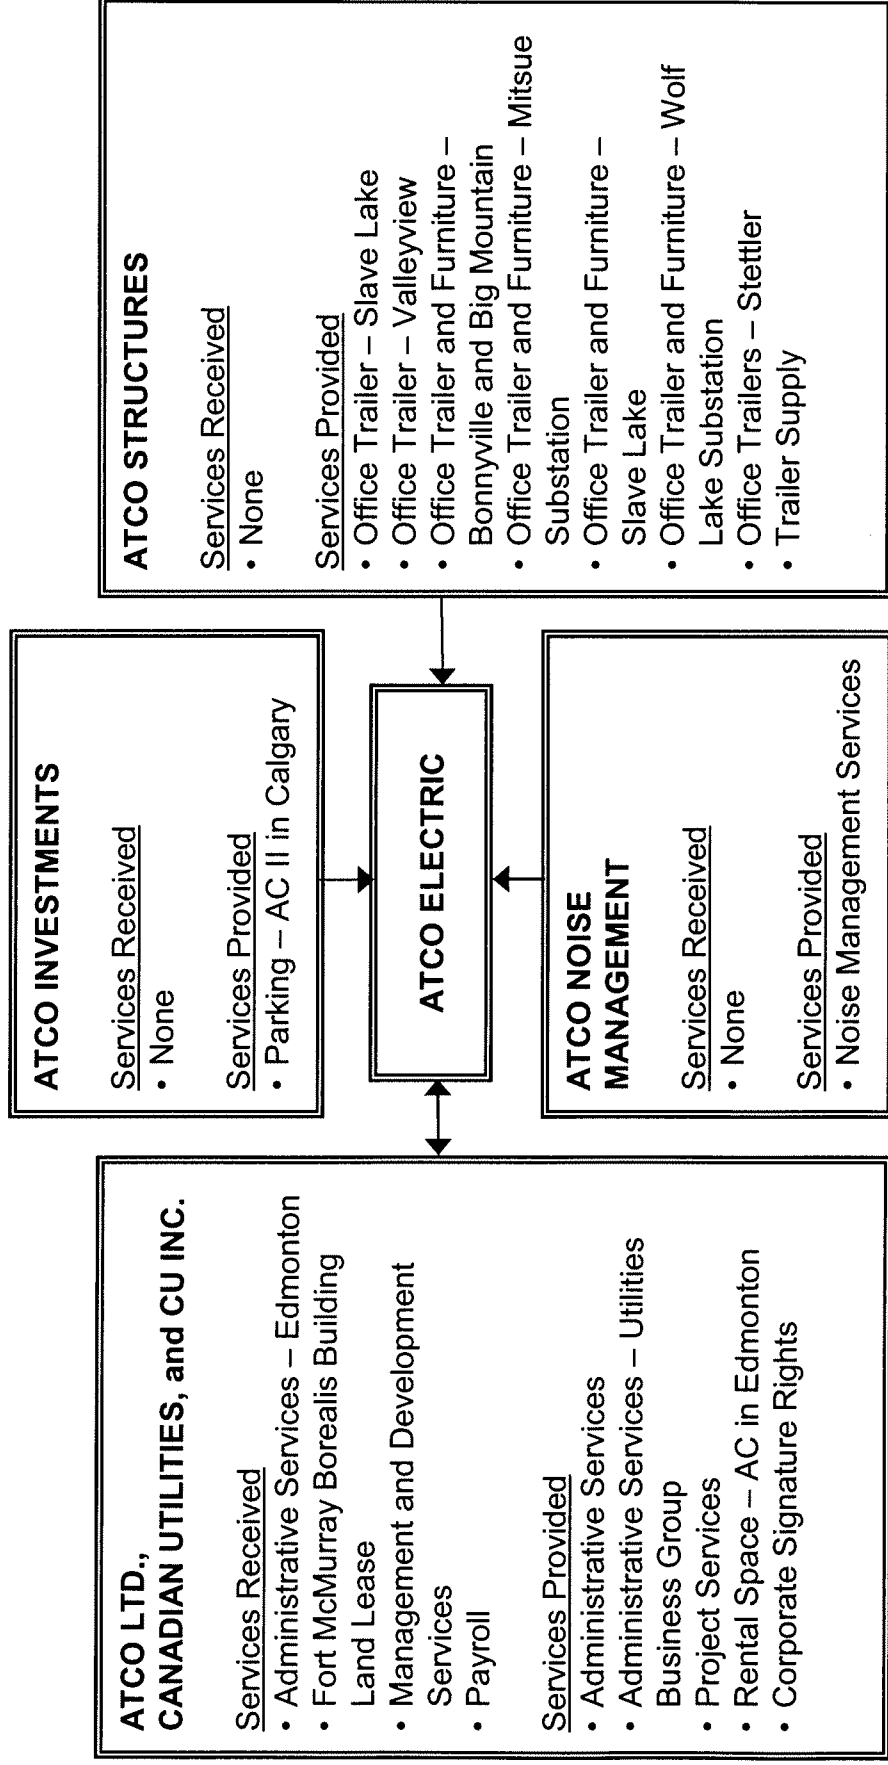 ATCO LTD.,
CANADIAN UTILITIES, and CU INC.
Services Received
• Administrative Services – Edmonton
• Fort McMurray Borealis Building
Land Lease
• Management and Development
Services
• Payroll
Services Provided
• Administrative Services
• Administrative Services – Utilities
Business Group
• Project Services
• Rental Space – AC in Edmonton
• Corporate Signature Rights
ATCO INVESTMENTS
Services Received
• None
Services Provided
• Parking – AC II in Calgary
ATCO ELECTRIC
ATCO NOISE
MANAGEMENT
Services Received
• None
Services Provided
• Noise Management Services
ATCO STRUCTURES
Services Received
• None
Services Provided
• Office Trailer – Slave Lake
• Office Trailer – Valleyview
• Office Trailer and Furniture –
Bonnyville and Big Mountain
• Office Trailer and Furniture – Mitsue
Substation
• Office Trailer and Furniture –
Slave Lake
• Office Trailer and Furniture – Wolf
Lake Substation
• Office Trailers – Stettler
• Trailer Supply